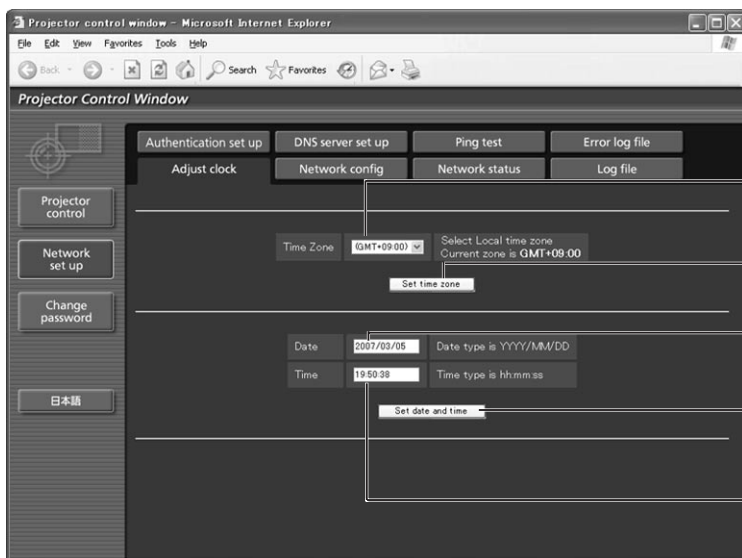 Projector control window - Microsoft Internet Explorer
File Edit View Favorites Tools Help
Back Search Favorites
Projector Control Window
Authentication set up DNS server set up Ping test Error log file
Adjust clock Network config Network status Log file
Projector control
Network set up
Change password
日本語
Time Zone (GMT+09:00) Select Local time zone
Current zone is GMT+09:00
Set time zone
Date 2007/03/05 Date type is YYYY/MM/DD
Time 19:50:38 Time type is hh:mm:ss
Set date and time